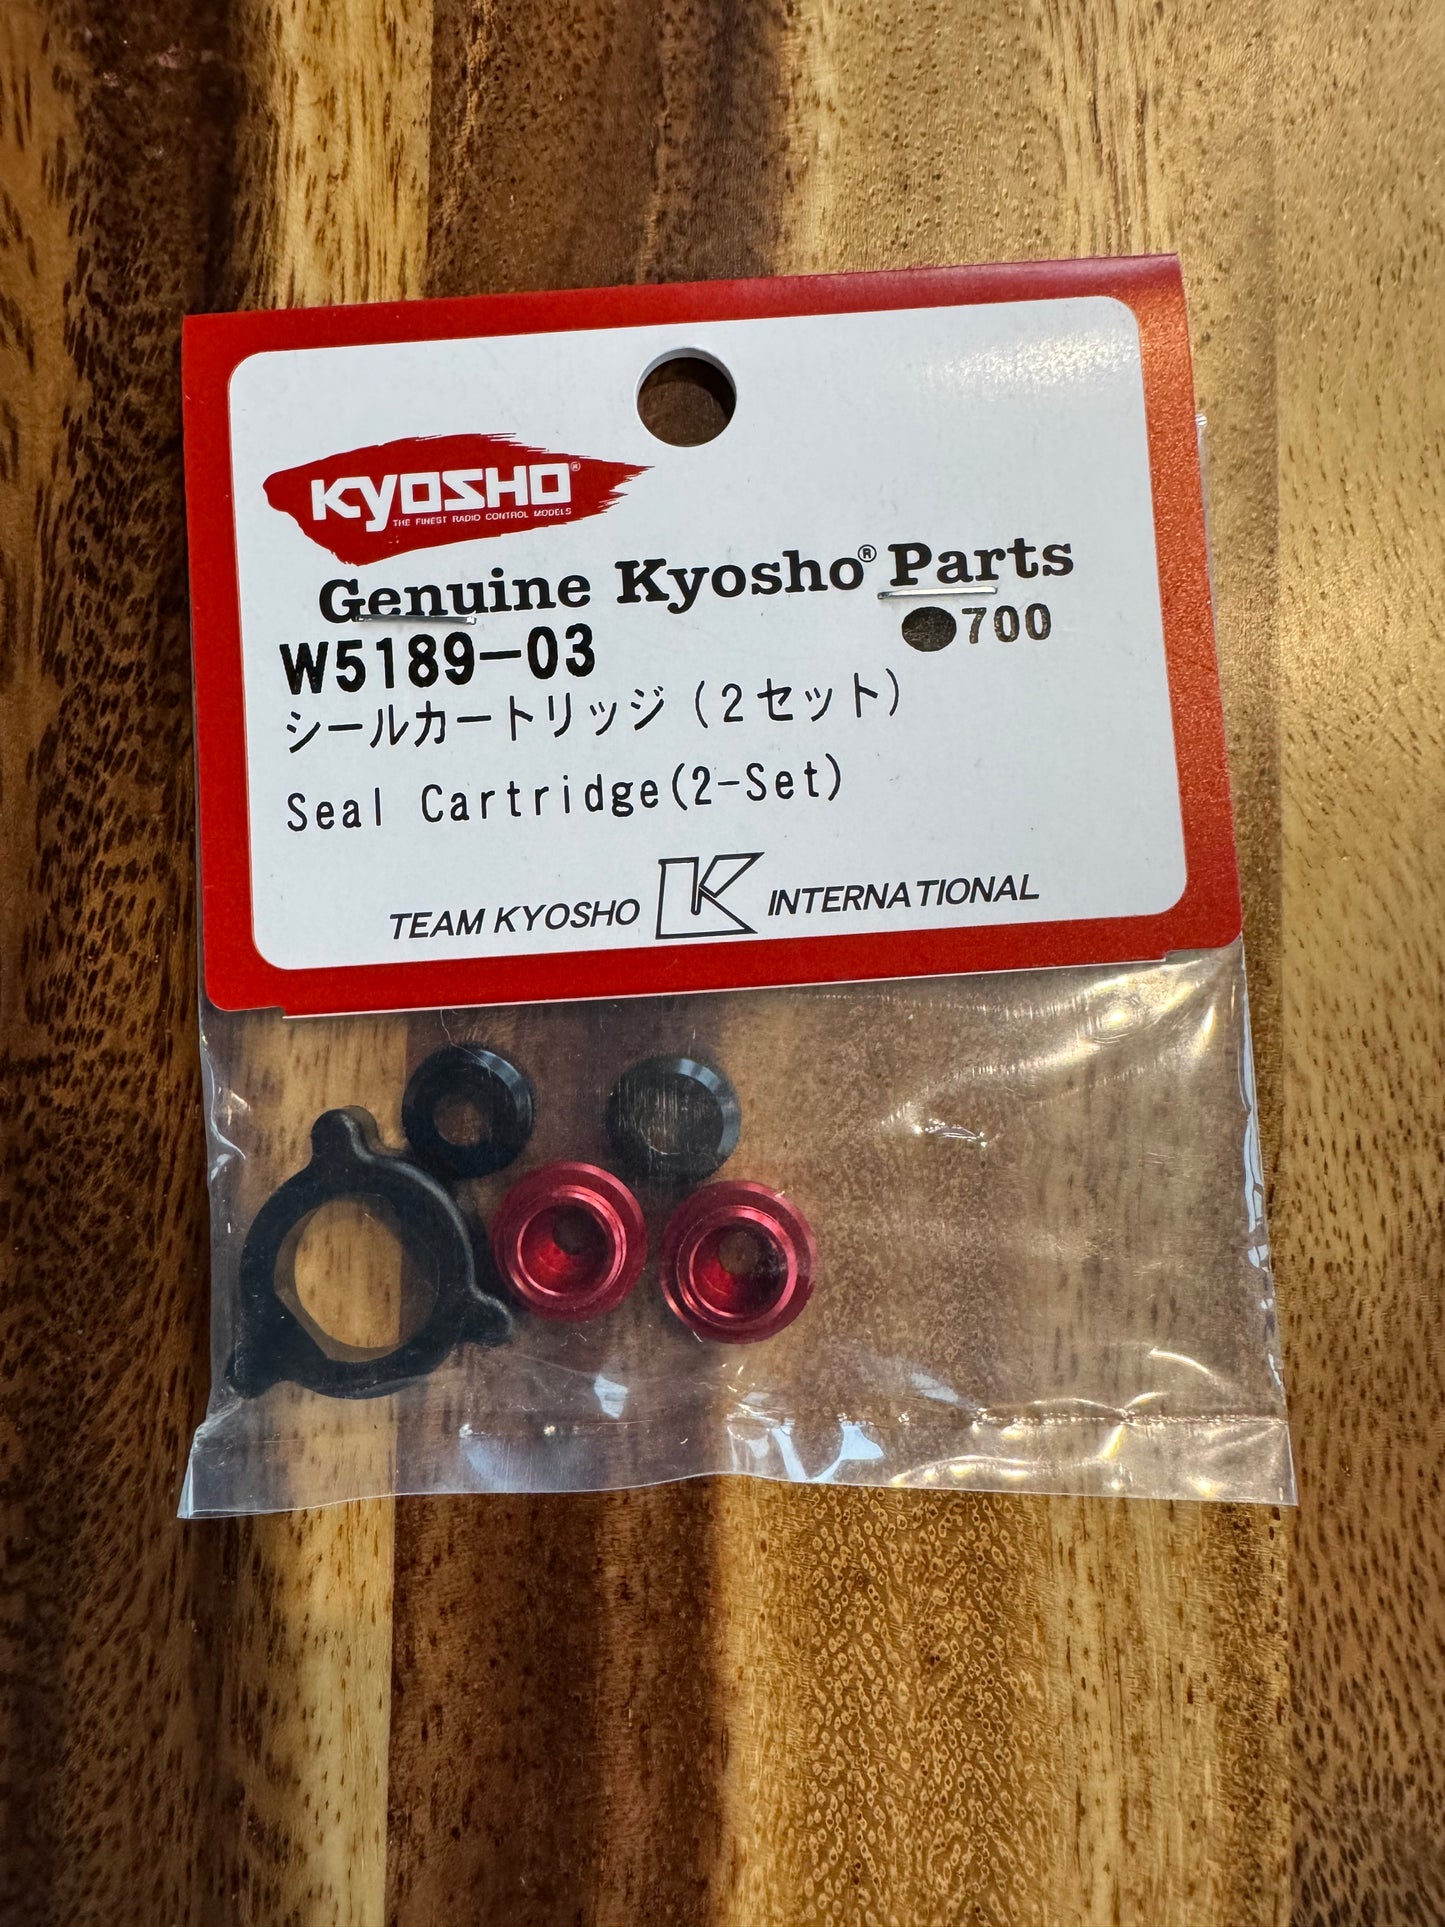 KYOSHO®
THE FINEST RADIO CONTROL MODELS
Genuine Kyosho® Parts
W5189-03 ●700
シールカートリッジ（2セット）
Seal Cartridge(2-Set)
TEAM KYOSHO K INTERNATIONAL